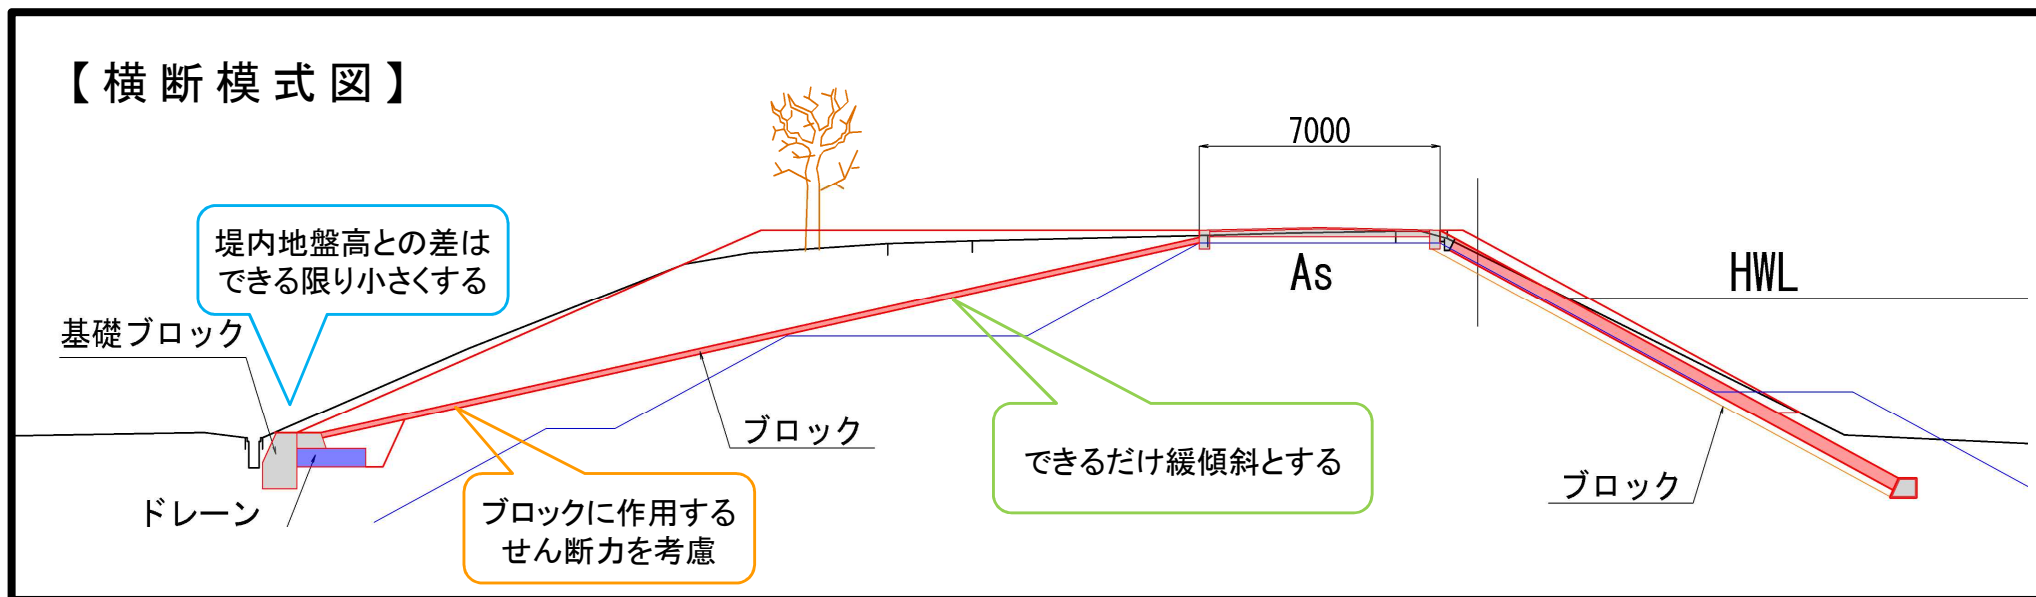 【横断模式図】
7000
堤内地盤高との差は
できる限り小さくする
As
HWL
基礎ブロック
ブロック
できるだけ緩傾斜とする
ブロック
ドレーン
ブロックに作用する
せん断力を考慮